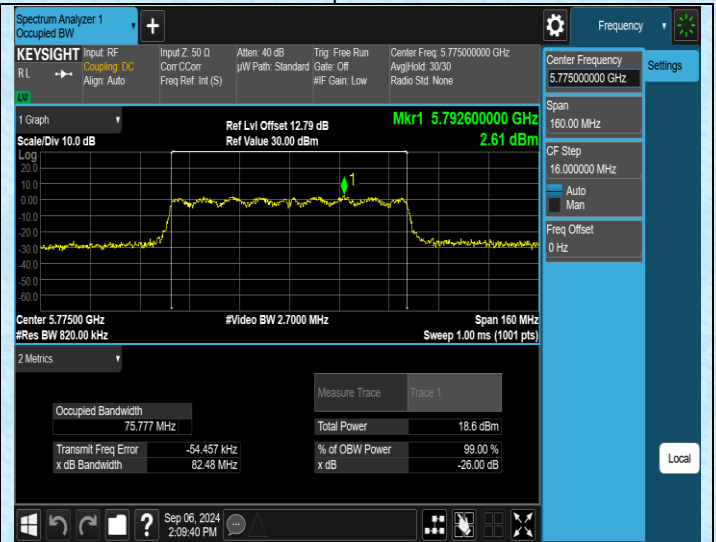 Spectrum Analyzer 1
Occupied BW
+
Frequency
KEYSIGHT
RL
LXI
Input: RF
Coupling: DC
Align: Auto
Input Z: 50 Ω
Corr CCorr
Freq Ref: Int (S)
Atten: 40 dB
µW Path: Standard
Trig: Free Run
Gate: Off
#IF Gain: Low
Center Freq: 5.775000000 GHz
Avg|Hold: 30/30
Radio Std: None
Center Frequency
5.775000000 GHz
Settings
Span
160.00 MHz
CF Step
16.000000 MHz
Auto
Man
Freq Offset
0 Hz
Local
1 Graph
Scale/Div 10.0 dB
Ref Lvl Offset 12.79 dB
Ref Value 30.00 dBm
Mkr1 5.792600000 GHz
2.61 dBm
Log
20.0
10.0
0.00
-10.0
-20.0
-30.0
-40.0
-50.0
-60.0
1
Center 5.77500 GHz
#Video BW 2.7000 MHz
Span 160 MHz
#Res BW 820.00 kHz
Sweep 1.00 ms (1001 pts)
2 Metrics
Measure Trace Trace 1
Occupied Bandwidth
75.777 MHz
Total Power 18.6 dBm
Transmit Freq Error -54.457 kHz
% of OBW Power 99.00 %
x dB Bandwidth 82.48 MHz
x dB -26.00 dB
?
Sep 06, 2024
2:09:40 PM